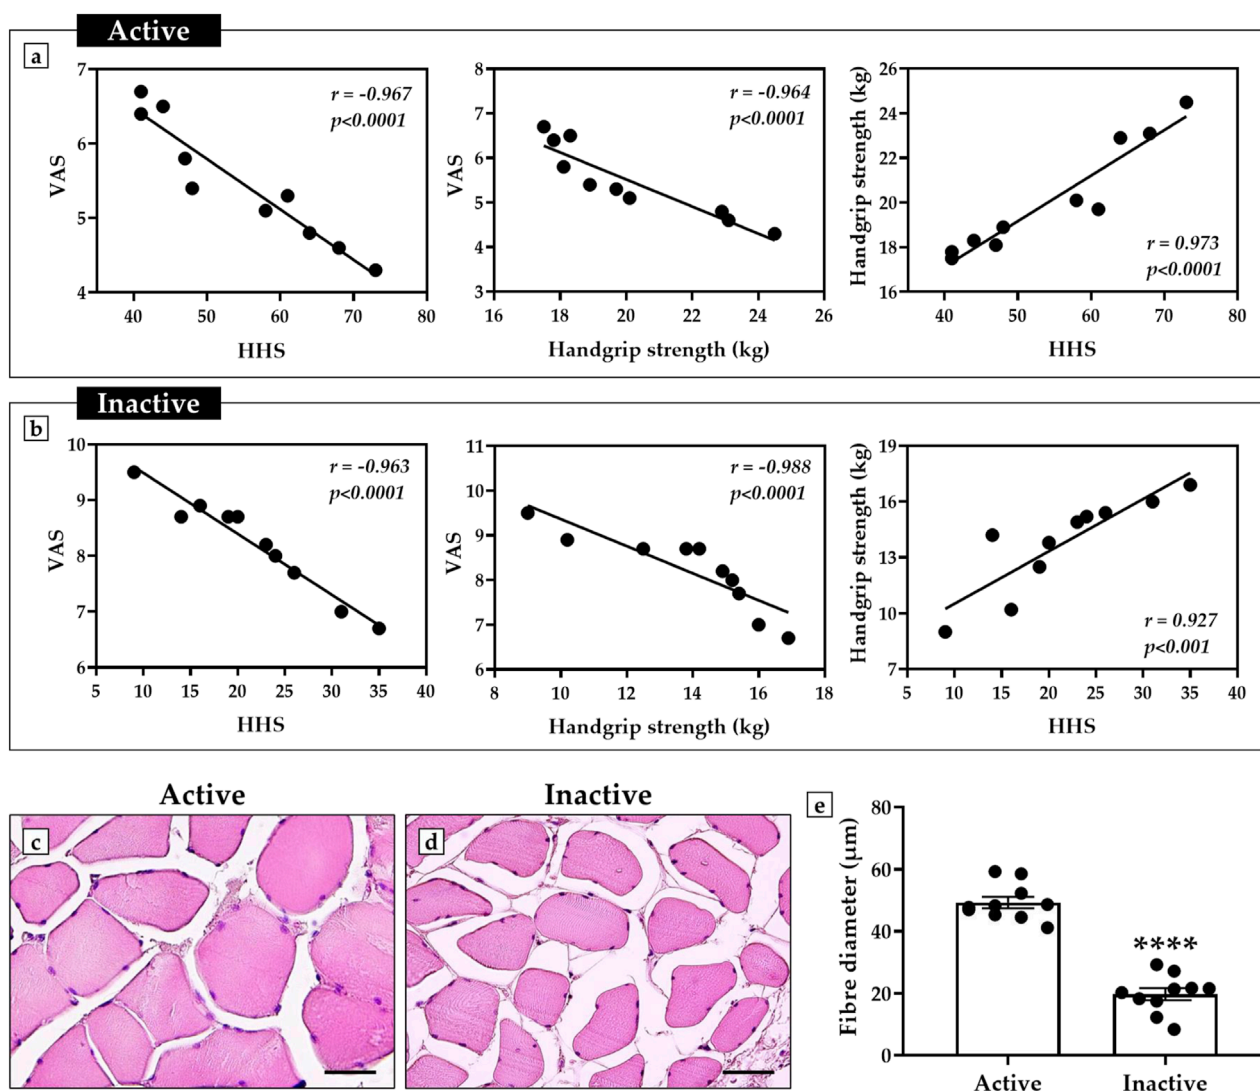 Active
a
7
6
5
4
VAS
r = -0.967
p<0.0001
40 50 60 70 80
HHS
8
7
6
5
4
3
VAS
r = -0.964
p<0.0001
16 18 20 22 24 26
Handgrip strength (kg)
26
24
22
20
18
16
Handgrip strength (kg)
r = 0.973
p<0.0001
40 50 60 70 80
HHS
Inactive
b
10
9
8
7
6
VAS
r = -0.963
p<0.0001
5 10 15 20 25 30 35 40
HHS
11
10
9
8
7
6
VAS
r = -0.988
p<0.0001
8 10 12 14 16 18
Handgrip strength (kg)
19
16
13
10
7
Handgrip strength (kg)
r = 0.927
p<0.001
5 10 15 20 25 30 35 40
HHS
Active
c
Inactive
d
e
80
60
40
20
0
Fibre diameter (µm)
****
Active Inactive